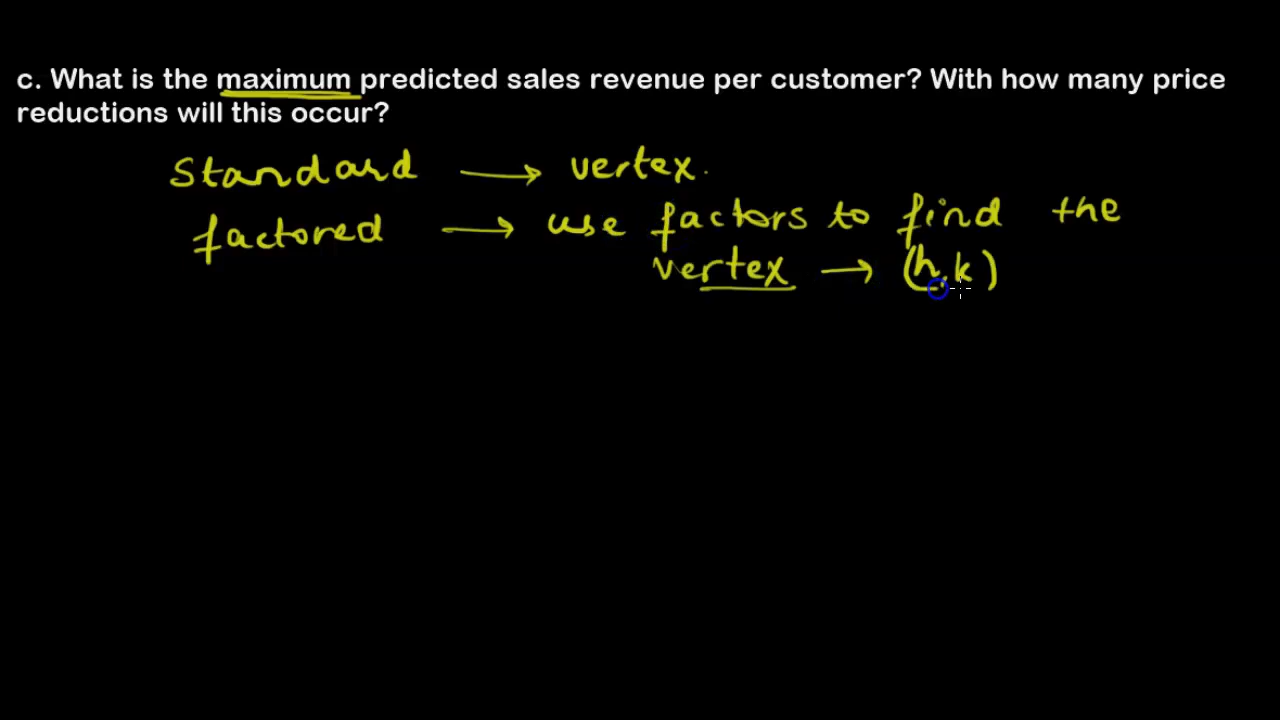 c. What is the maximum predicted sales revenue per customer? With how many price
reductions will this occur?
Standard → vertex.
factored → use factors to find the
vertex → (h,k)